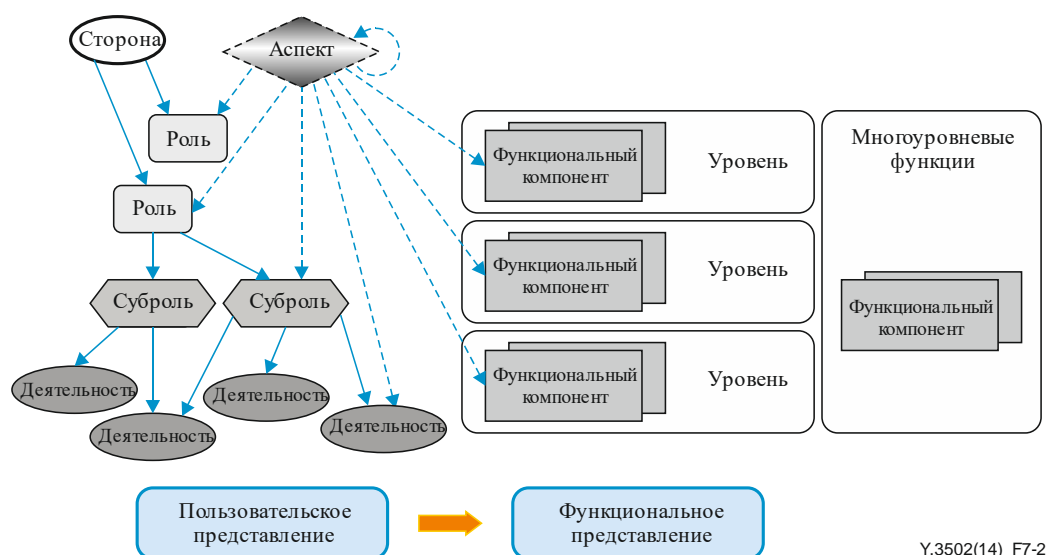 Сторона
Аспект
Роль
Роль
Суброль
Суброль
Деятельность
Деятельность
Деятельность
Деятельность
Функциональный
компонент
Уровень
Функциональный
компонент
Уровень
Функциональный
компонент
Уровень
Многоуровневые
функции
Функциональный
компонент
Пользовательское
представление
Функциональное
представление
Y.3502(14)_F7-2